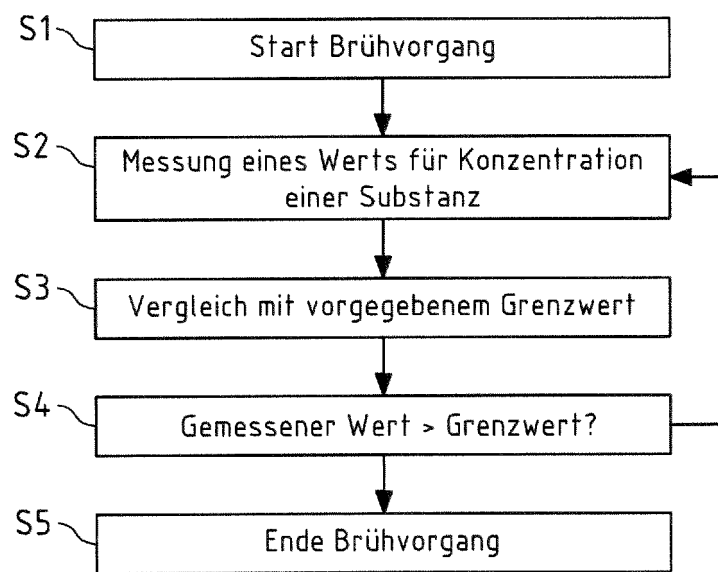 S1
Start Brühvorgang
S2
Messung eines Werts für Konzentration
einer Substanz
S3
Vergleich mit vorgegebenem Grenzwert
S4
Gemessener Wert > Grenzwert?
S5
Ende Brühvorgang